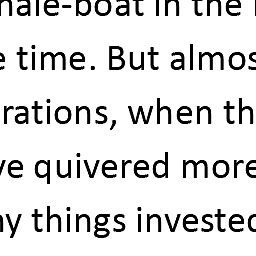 hale-boat in the
e time. But almos
rations, when th
ve quivered more
ny things invested